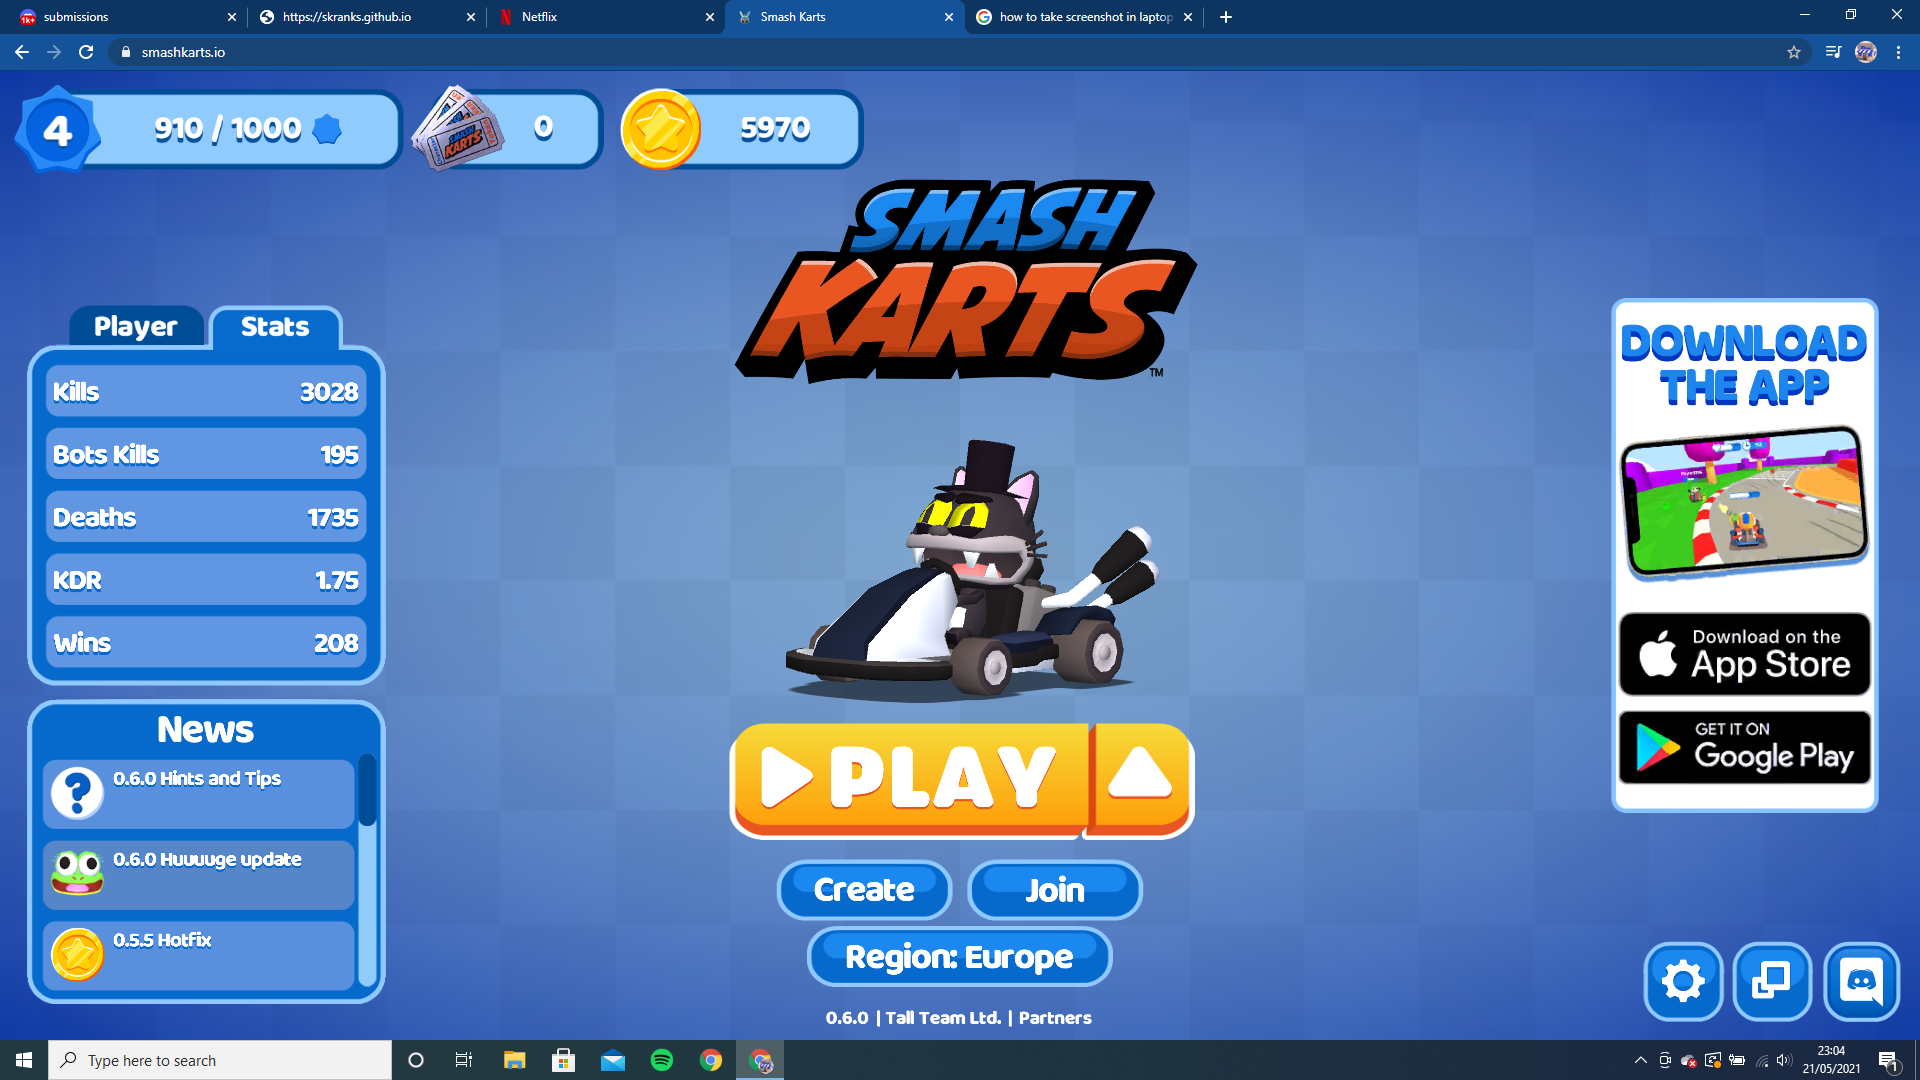 submissions
https://skranks.github.io
Netflix
Smash Karts
how to take screenshot in laptop
smashkarts.io
4
910 / 1000
0
5970
SMASH
KARTS
TM
Player
Stats
Kills 3028
Bots Kills 195
Deaths 1735
KDR 1.75
Wins 208
News
0.6.0 Hints and Tips
0.6.0 Huuuuge update
0.5.5 Hotfix
PLAY
Create
Join
Region: Europe
0.6.0 | Tall Team Ltd. | Partners
DOWNLOAD
THE APP
Download on the
App Store
GET IT ON
Google Play
Type here to search
23:04
21/05/2021
1